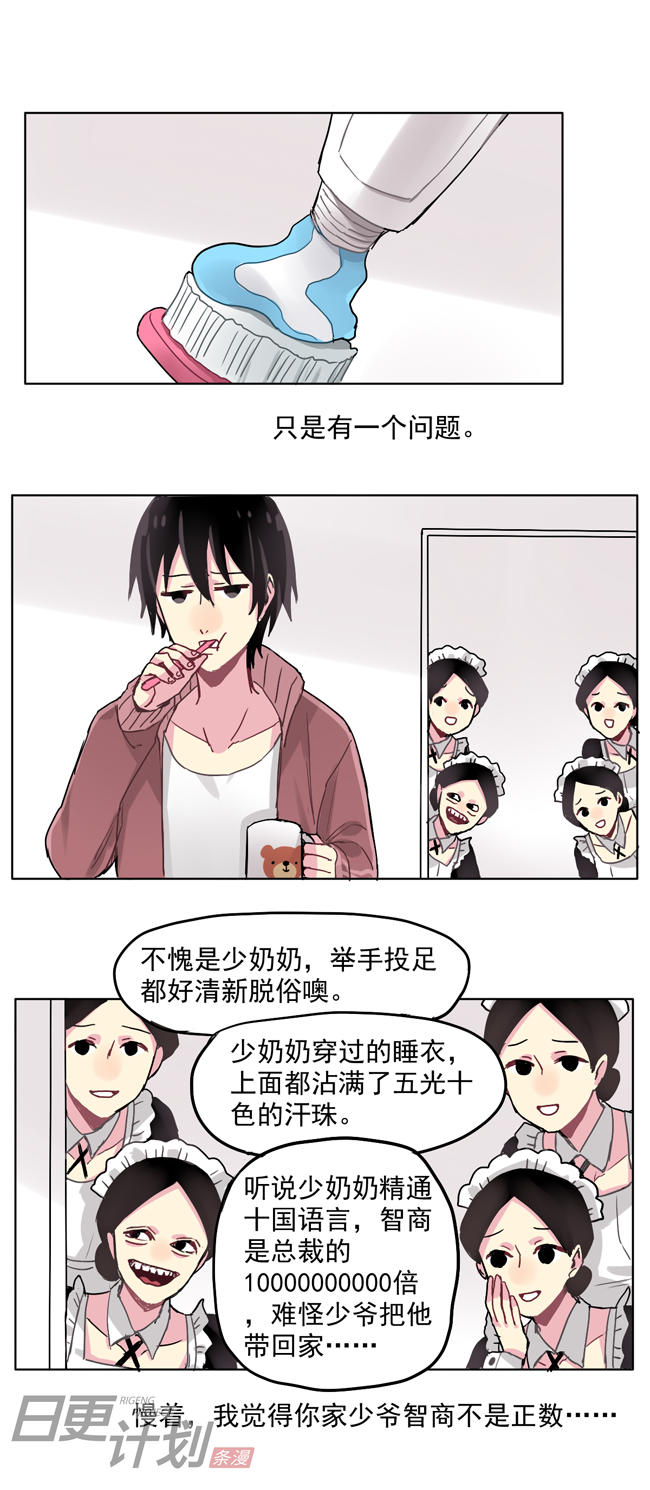 只是有一个问题。
不愧是少奶奶，举手投足
都好清新脱俗噢。
少奶奶穿过的睡衣，
上面都沾满了五光十
色的汗珠。
听说少奶奶精通
十国语言，智商
是总裁的
10000000000倍
，难怪少爷把他
带回家……
慢着，我觉得你家少爷智商不是正数……
日更
RIGENG
计划
条漫